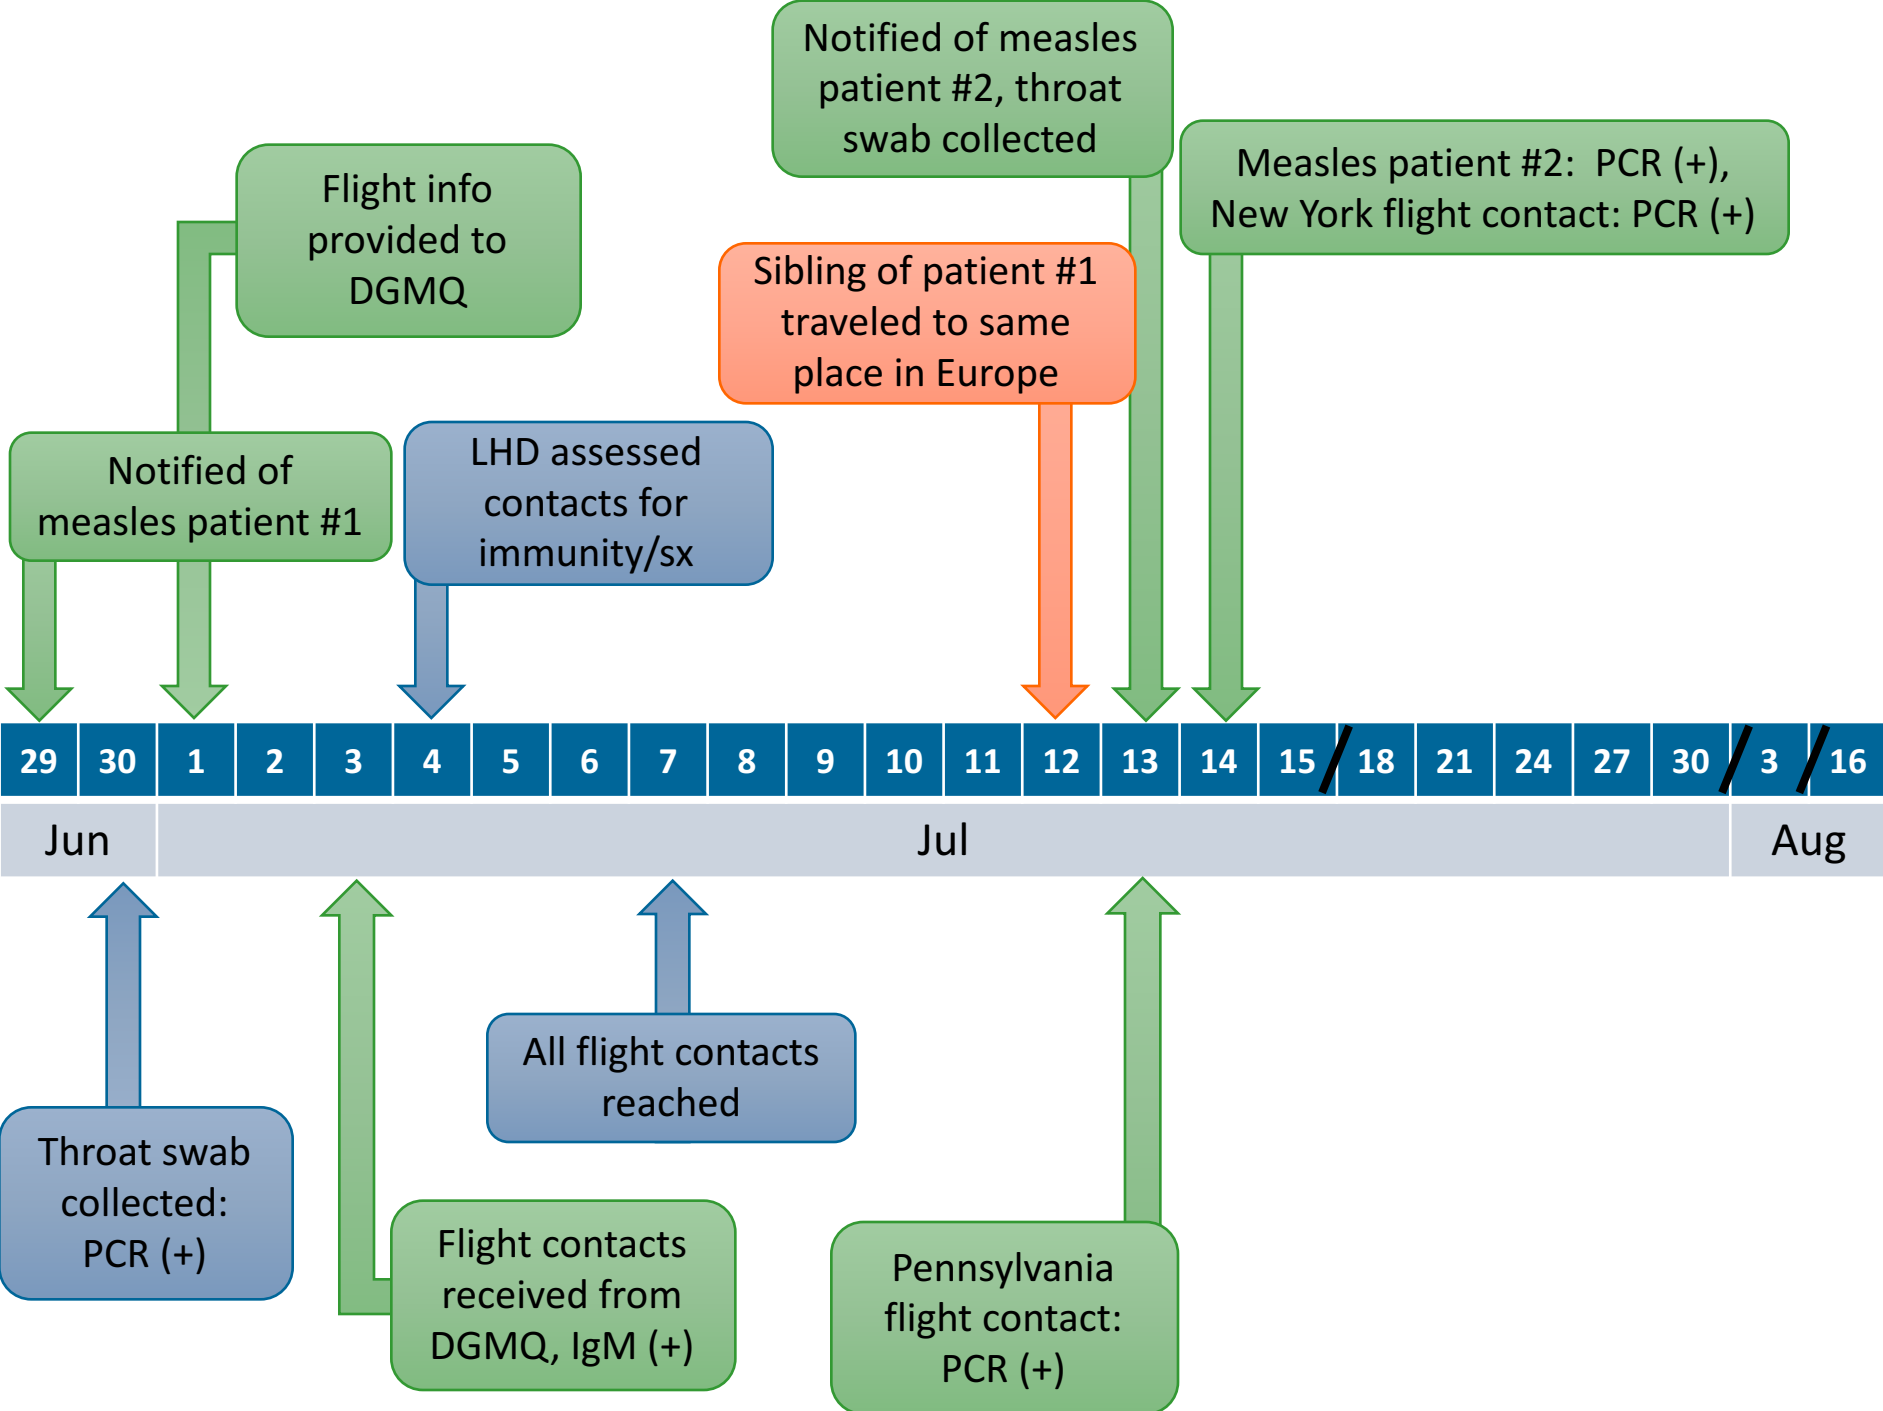 Notified of measles
patient #2, throat
swab collected
Measles patient #2:  PCR (+),
New York flight contact: PCR (+)
Flight info
provided to
DGMQ
Sibling of patient #1
traveled to same
place in Europe
Notified of
measles patient #1
LHD assessed
contacts for
immunity/sx
29 30 1 2 3 4 5 6 7 8 9 10 11 12 13 14 15 18 21 24 27 30 3 16
Jun Jul Aug
All flight contacts
reached
Throat swab
collected:
PCR (+)
Flight contacts
received from
DGMQ, IgM (+)
Pennsylvania
flight contact:
PCR (+)